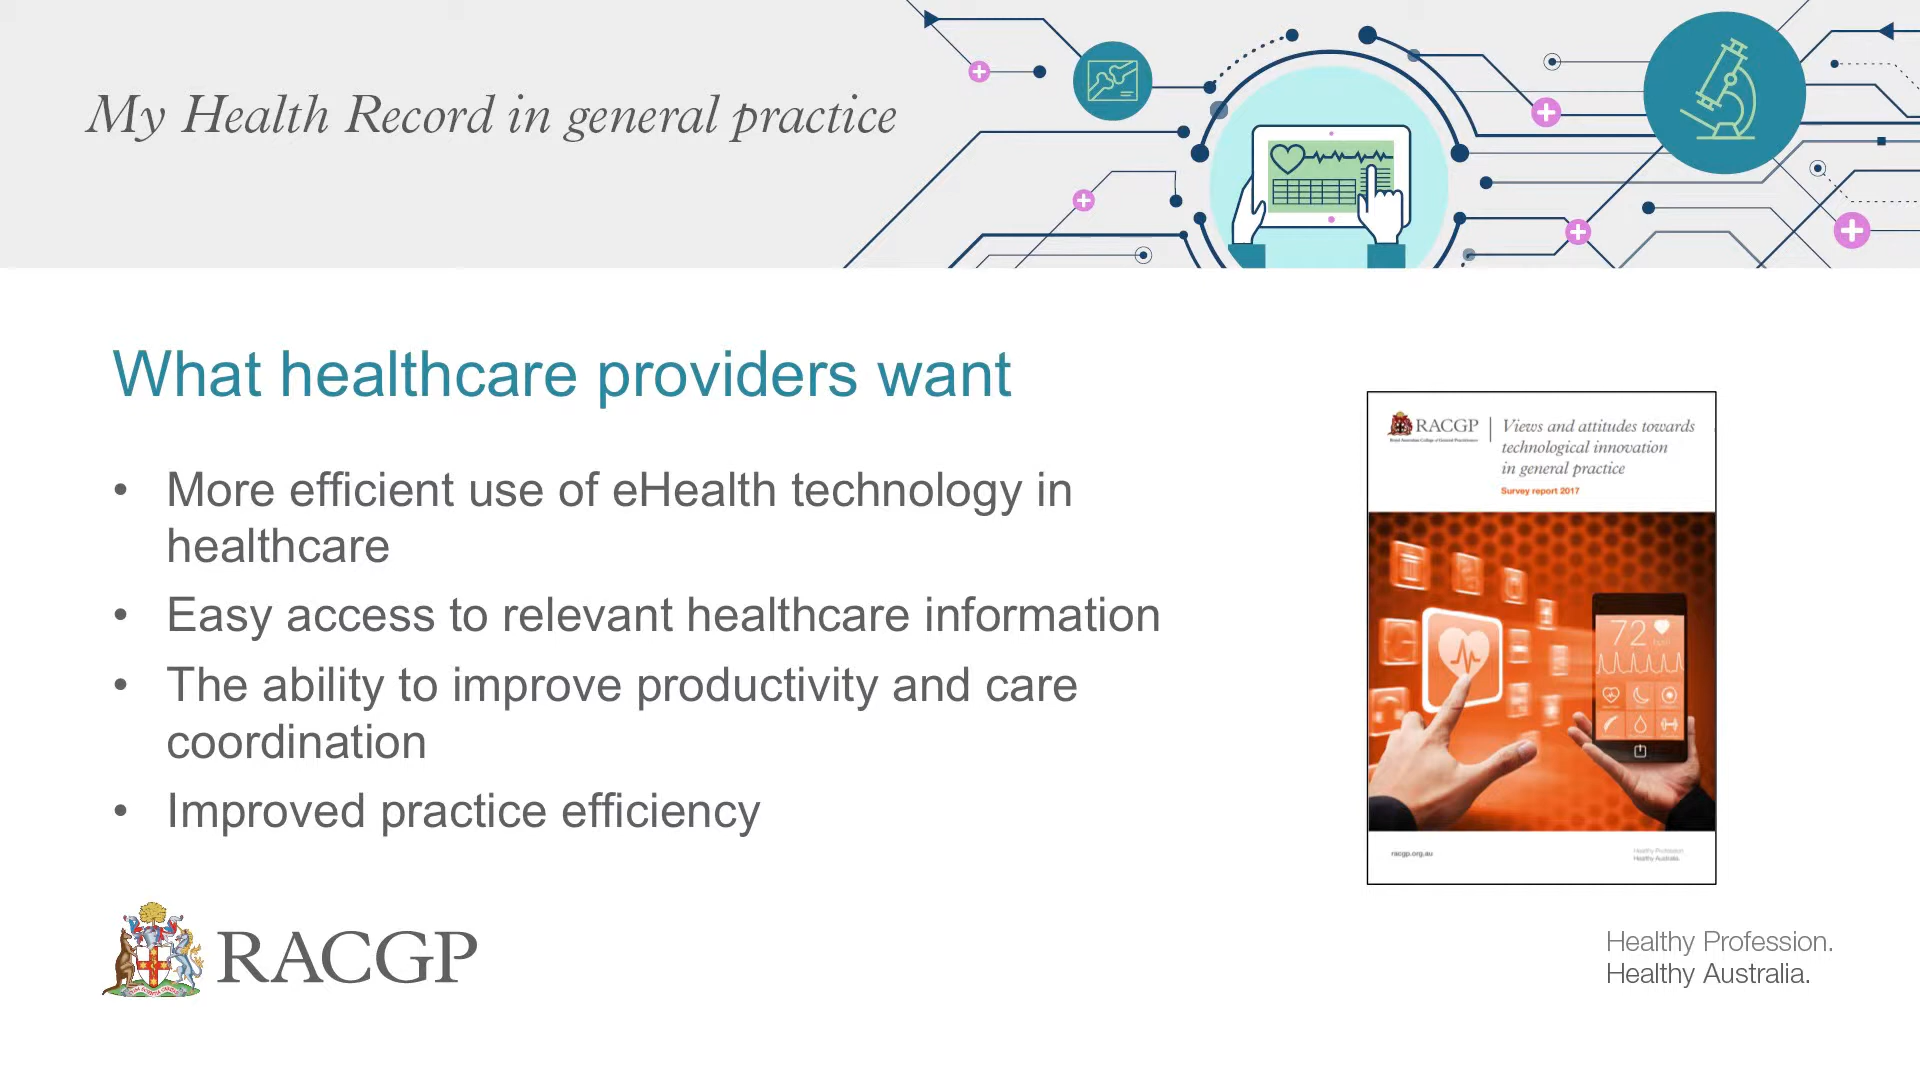 My Health Record in general practice
What healthcare providers want
• More efficient use of eHealth technology in
healthcare
• Easy access to relevant healthcare information
• The ability to improve productivity and care
coordination
• Improved practice efficiency
RACGP
Views and attitudes towards
technological innovation
in general practice
Survey report 2017
72
racgp.org.au
Healthy Profession.
Healthy Australia.
RACGP
Healthy Profession.
Healthy Australia.